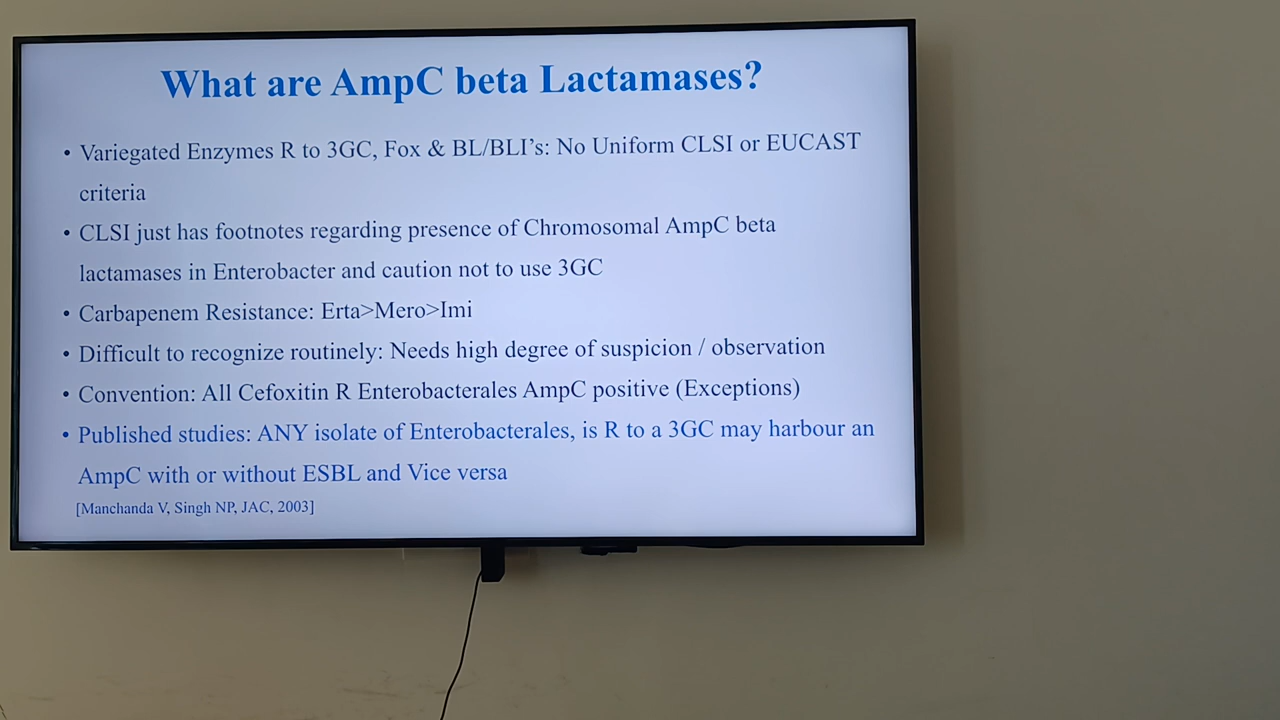 What are AmpC beta Lactamases?
• Variegated Enzymes R to 3GC, Fox & BL/BLI’s: No Uniform CLSI or EUCAST
criteria
• CLSI just has footnotes regarding presence of Chromosomal AmpC beta
lactamases in Enterobacter and caution not to use 3GC
• Carbapenem Resistance: Erta>Mero>Imi
• Difficult to recognize routinely: Needs high degree of suspicion / observation
• Convention: All Cefoxitin R Enterobacterales AmpC positive (Exceptions)
• Published studies: ANY isolate of Enterobacterales, is R to a 3GC may harbour an
AmpC with or without ESBL and Vice versa
[Manchanda V, Singh NP, JAC, 2003]